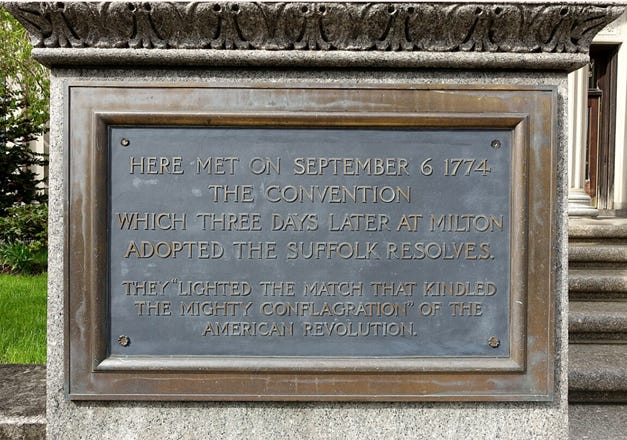 HERE MET ON SEPTEMBER 6 1774
THE CONVENTION
WHICH THREE DAYS LATER AT MILTON
ADOPTED THE SUFFOLK RESOLVES.
THEY "LIGHTED THE MATCH THAT KINDLED
THE MIGHTY CONFLAGRATION" OF THE
AMERICAN REVOLUTION.